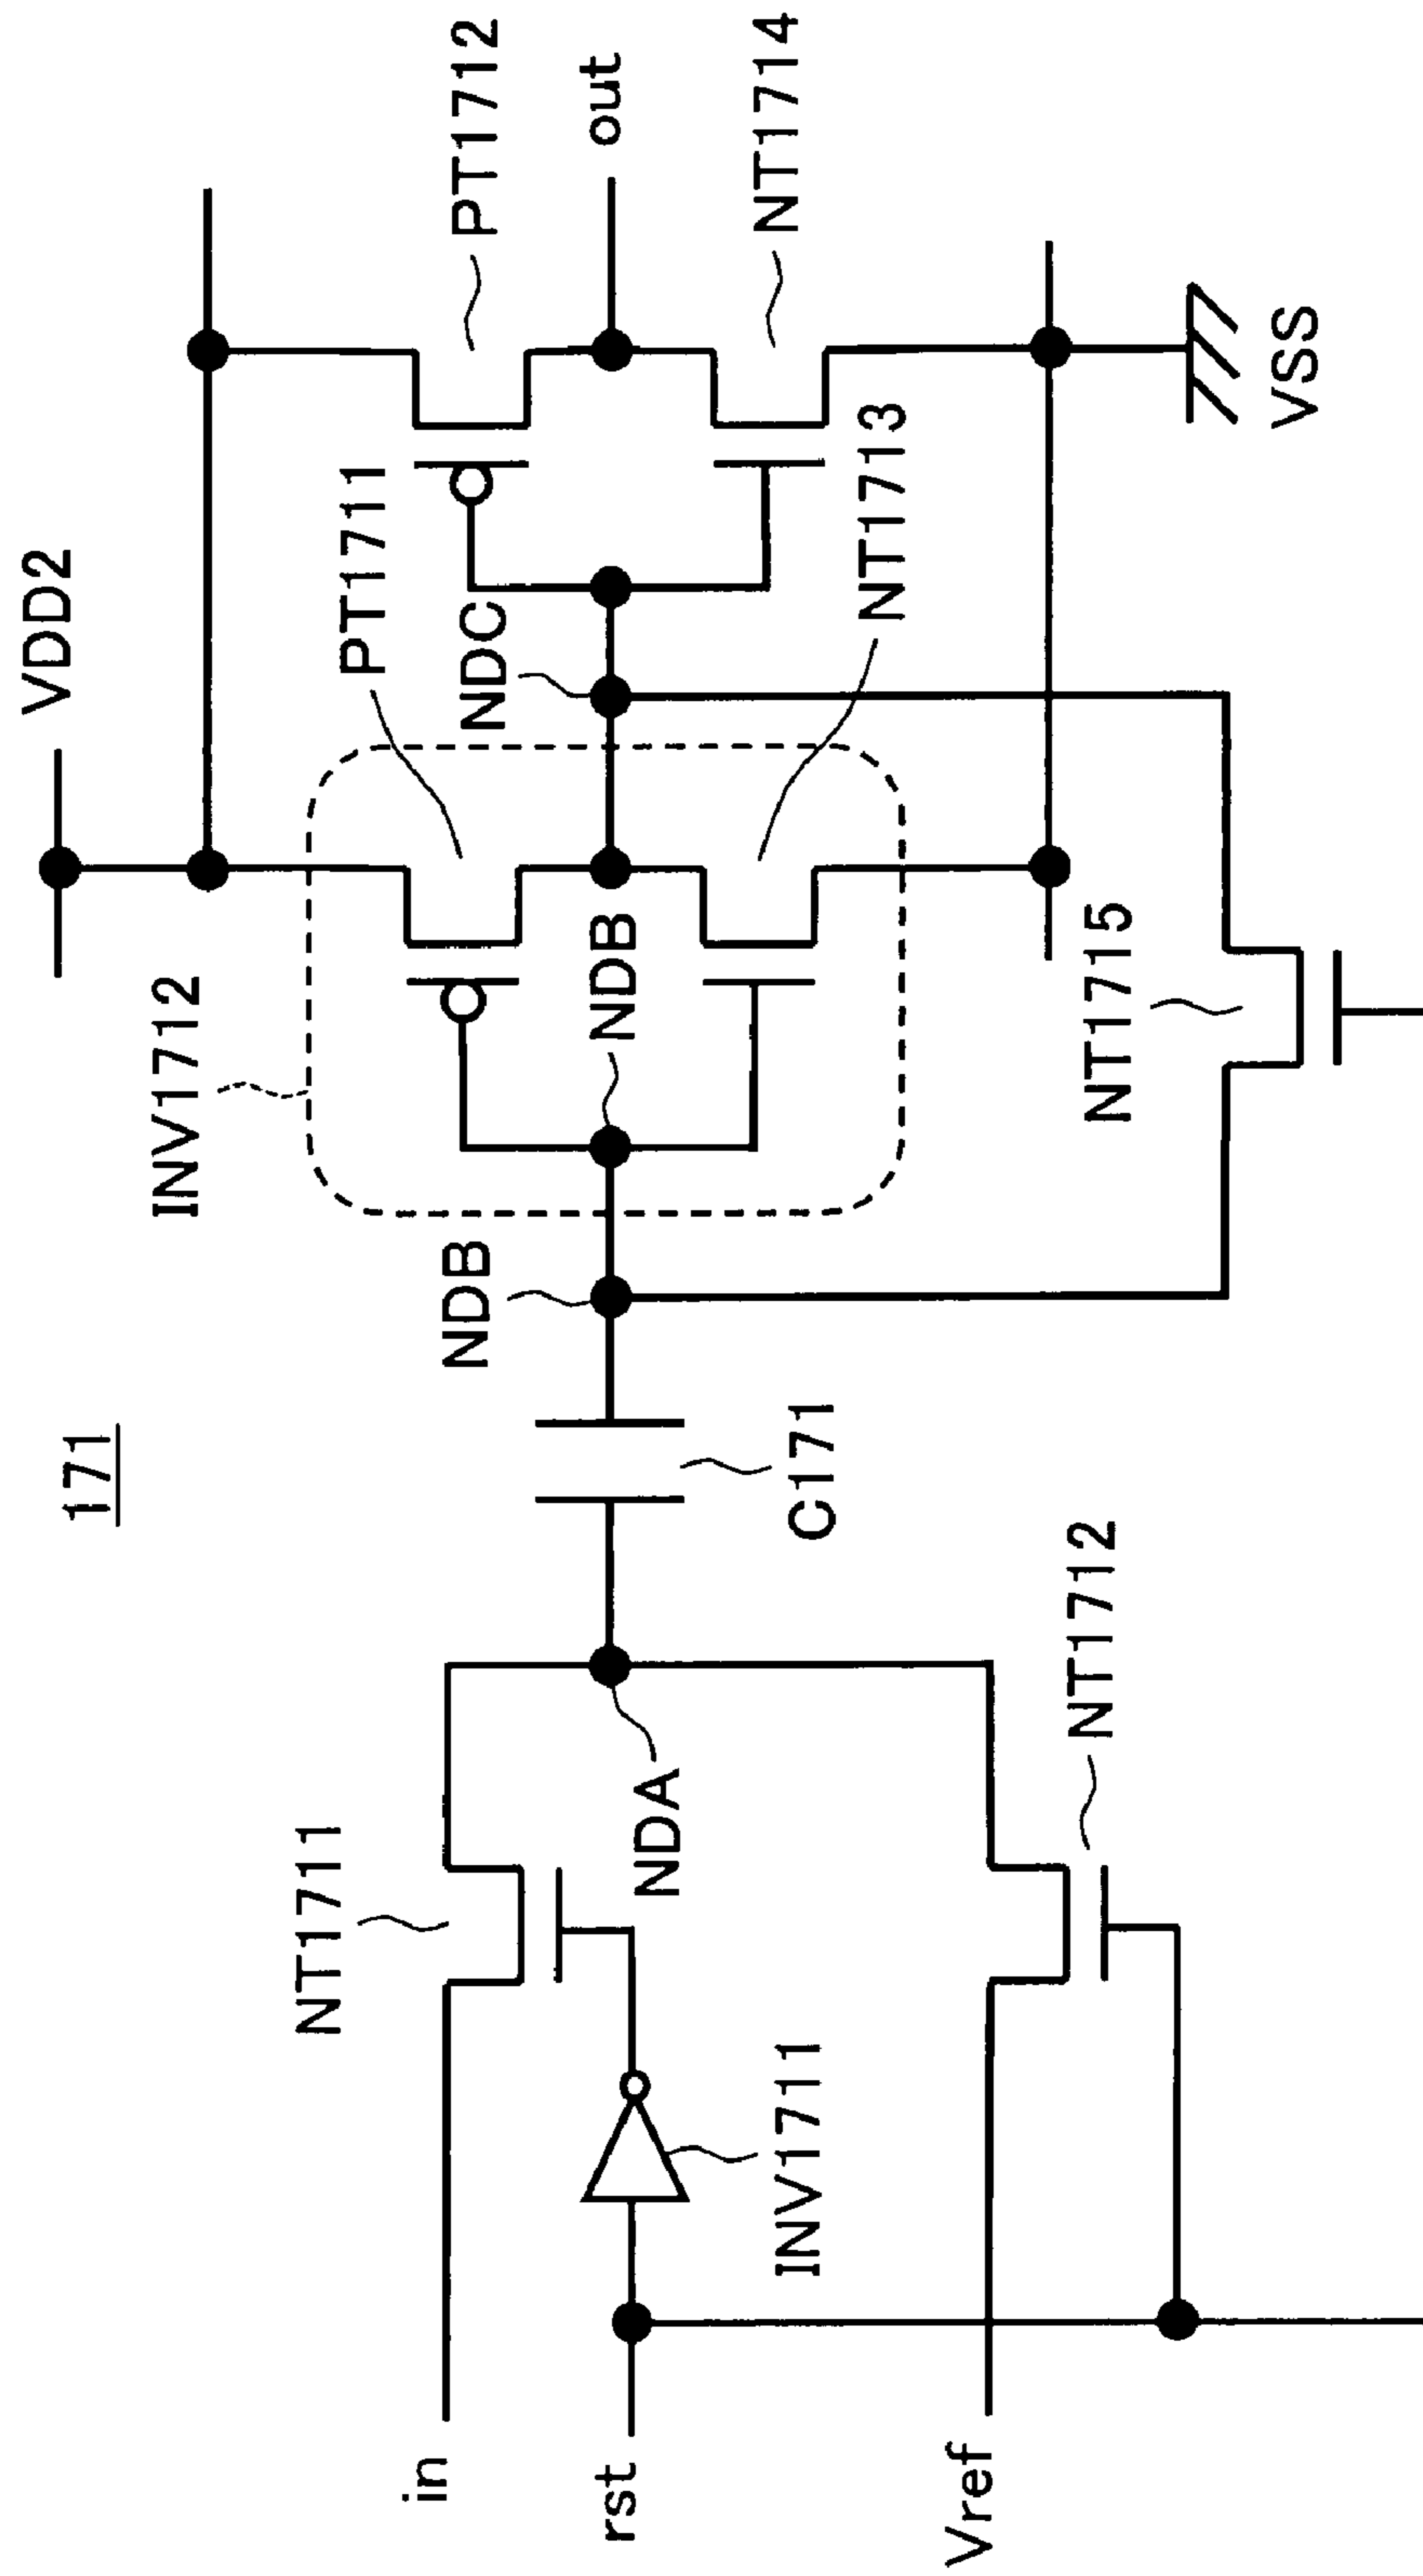 171
VDD2
INV1712
PT1711
PT1712
NDC
out
NDB
NDB
NT1714
NT1713
NT1711
NDA
C171
NT1715
VSS
in
rst
INV1711
Vref
NT1712